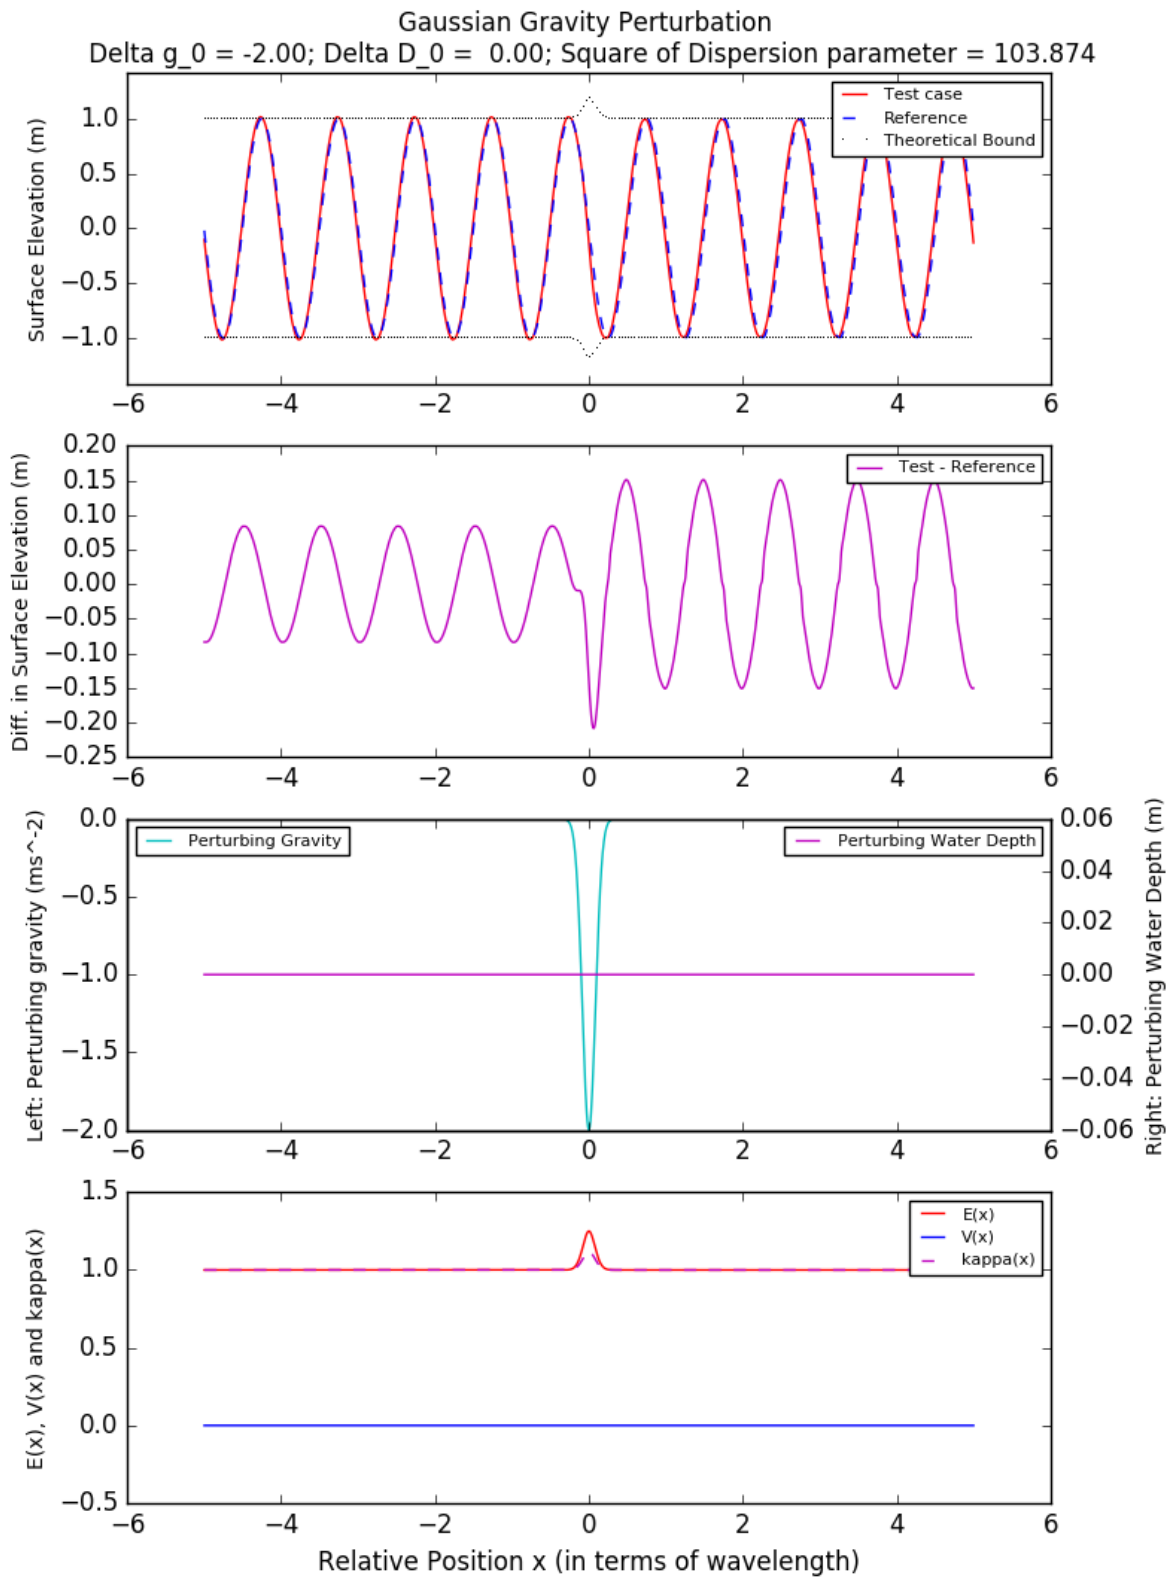 Gaussian Gravity Perturbation
Delta g_0 = -2.00; Delta D_0 =  0.00; Square of Dispersion parameter = 103.874
Surface Elevation (m)
1.0
0.5
0.0
−0.5
−1.0
Test case
Reference
Theoretical Bound
−6 −4 −2 0 2 4 6
Diff. in Surface Elevation (m)
0.20
0.15
0.10
0.05
0.00
−0.05
−0.10
−0.15
−0.20
−0.25
Test - Reference
−6 −4 −2 0 2 4 6
Left: Perturbing gravity (ms^-2)
0.0
−0.5
−1.0
−1.5
−2.0
Perturbing Gravity
Perturbing Water Depth
0.06
0.04
0.02
0.00
−0.02
−0.04
−0.06
Right: Perturbing Water Depth (m)
−6 −4 −2 0 2 4 6
E(x), V(x) and kappa(x)
1.5
1.0
0.5
0.0
−0.5
E(x)
V(x)
kappa(x)
−6 −4 −2 0 2 4 6
Relative Position x (in terms of wavelength)